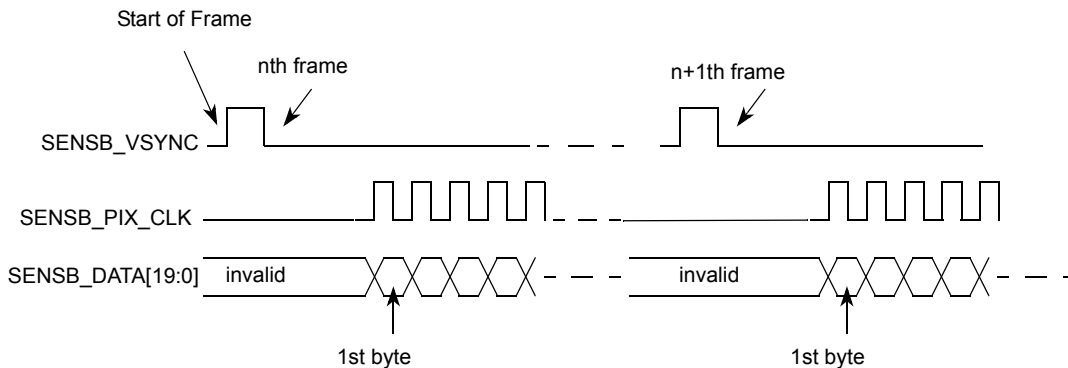 Start of Frame
nth frame
n+1th frame
SENSB_VSYNC
SENSB_PIX_CLK
SENSB_DATA[19:0]
invalid
invalid
1st byte
1st byte